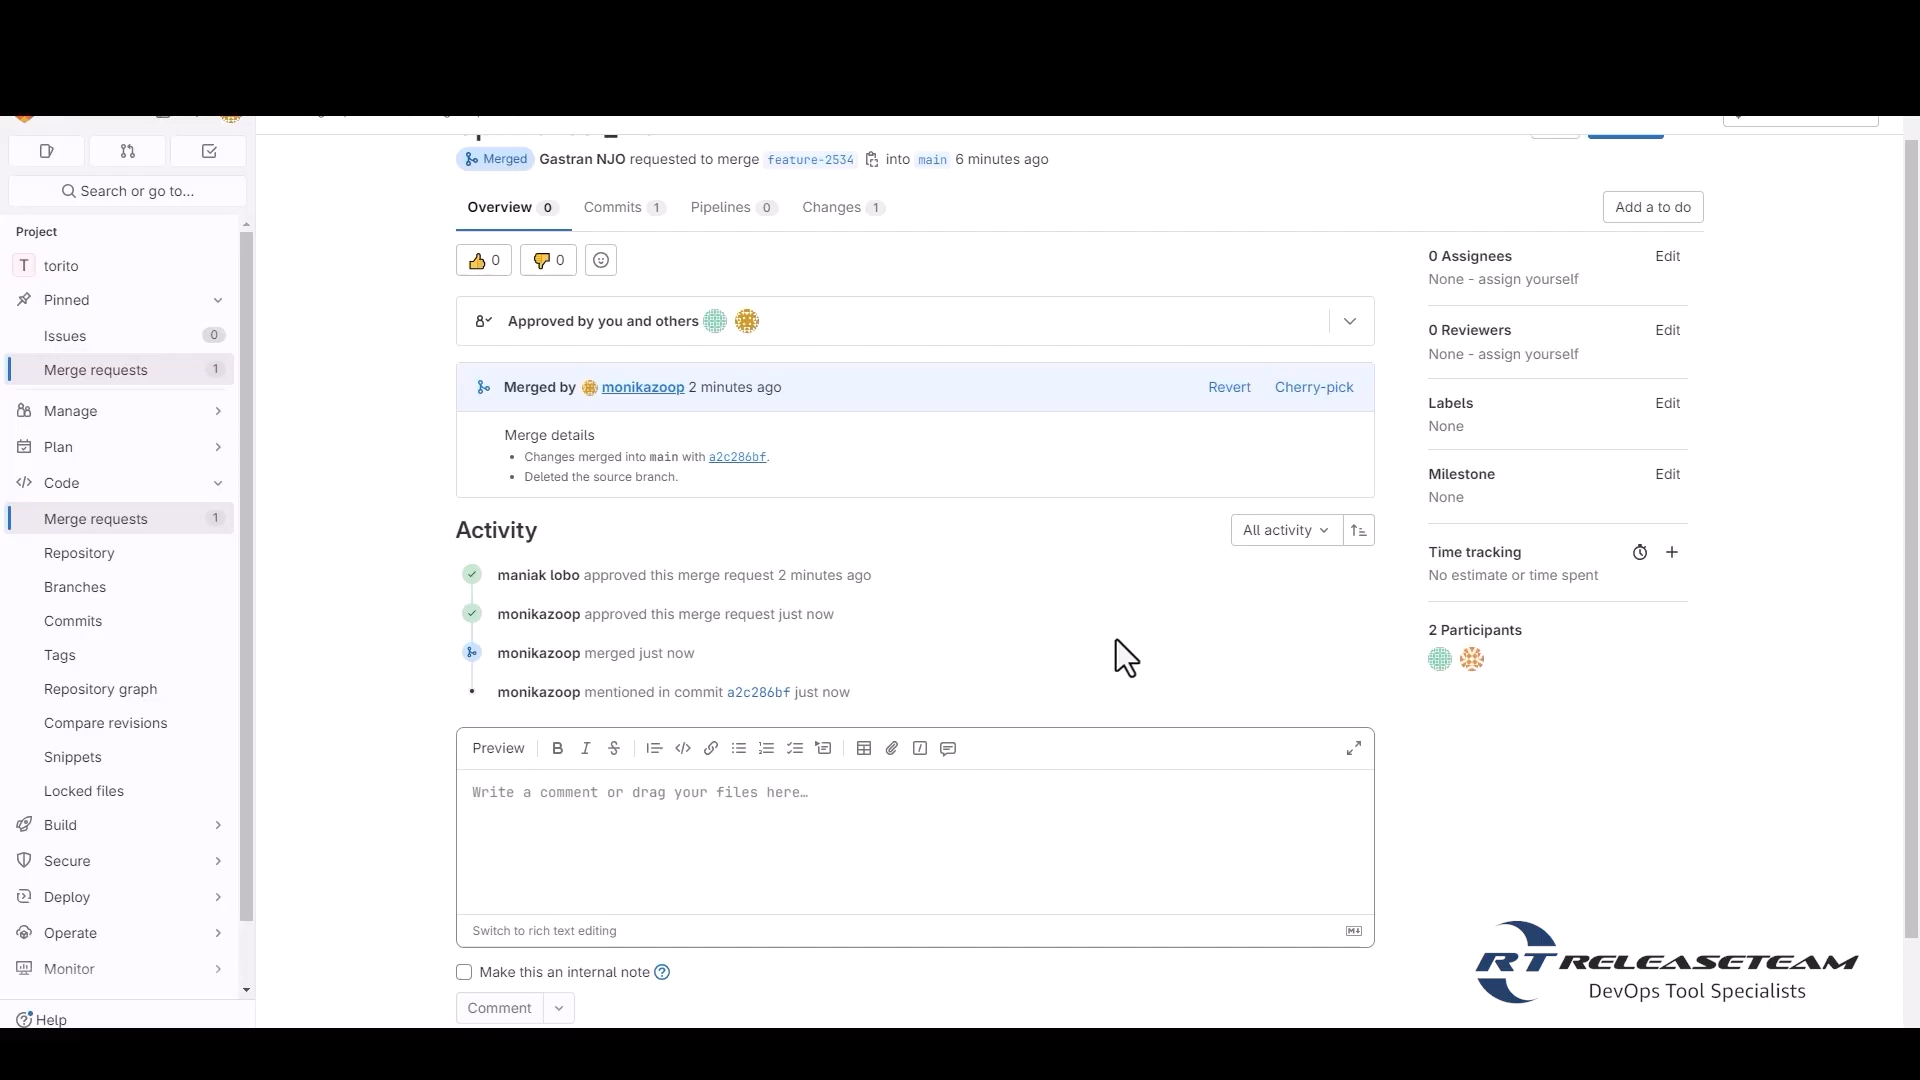 Merged Gastran NJO requested to merge feature-2534 into main 6 minutes ago
Search or go to...
Overview 0 Commits 1 Pipelines 0 Changes 1
Add a to do
Project
T torito
Pinned
Issues 0
Merge requests 1
Manage
Plan
Code
Merge requests 1
Repository
Branches
Commits
Tags
Repository graph
Compare revisions
Snippets
Locked files
Build
Secure
Deploy
Operate
Monitor
Help
0 0
Approved by you and others
Merged by monikazoop 2 minutes ago
Revert Cherry-pick
Merge details
• Changes merged into main with a2c286bf.
• Deleted the source branch.
Activity
All activity
maniak lobo approved this merge request 2 minutes ago
monikazoop approved this merge request just now
monikazoop merged just now
monikazoop mentioned in commit a2c286bf just now
Preview
Write a comment or drag your files here…
Switch to rich text editing
Make this an internal note
Comment
0 Assignees Edit
None - assign yourself
0 Reviewers Edit
None - assign yourself
Labels Edit
None
Milestone Edit
None
Time tracking
No estimate or time spent
2 Participants
RT RELEASETEAM
DevOps Tool Specialists